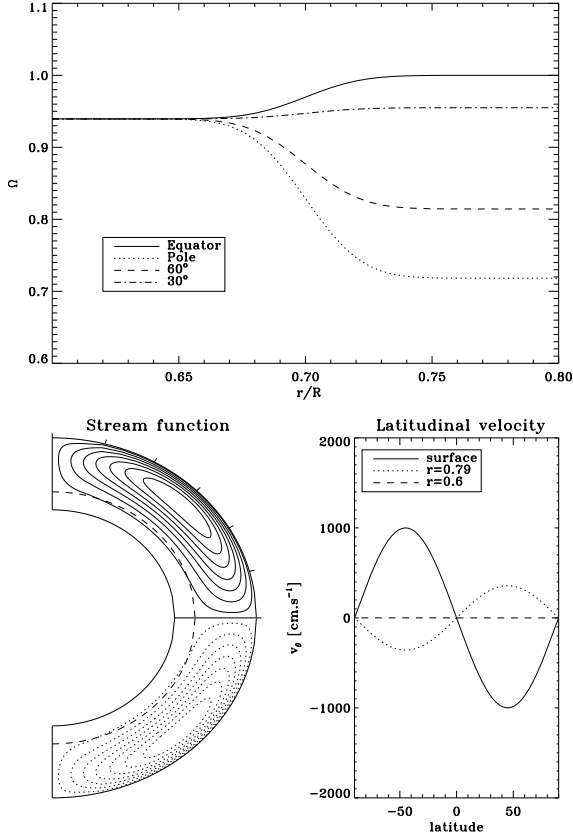 1.1
1.0
0.9
0.8
0.7
0.6
Ω
Equator
Pole
60°
30°
0.65 0.70 0.75 0.80
r/R
Stream function
Latitudinal velocity
2000
1000
0
−1000
−2000
vθ [cm.s⁻¹]
surface
r=0.79
r=0.6
−50 0 50
latitude